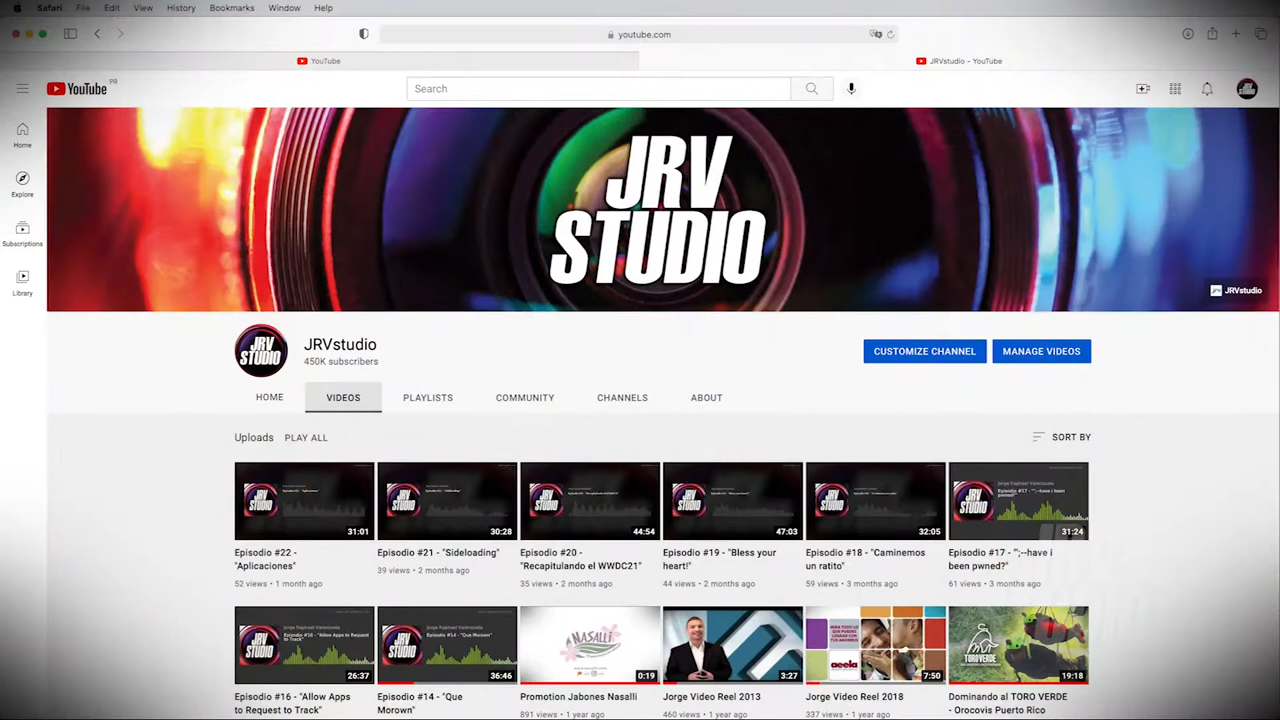 Safari File Edit View History Bookmarks Window Help
youtube.com
YouTube
JRVstudio - YouTube
YouTube PR
Search
Home
Explore
Subscriptions
Library
JRV
STUDIO
JRVstudio
JRV
STUDIO
JRVstudio
450K subscribers
CUSTOMIZE CHANNEL
MANAGE VIDEOS
HOME VIDEOS PLAYLISTS COMMUNITY CHANNELS ABOUT
Uploads PLAY ALL
SORT BY
31:01
30:28
44:54
47:03
32:05
31:24
Episodio #22 -
"Aplicaciones"
52 views • 1 month ago
Episodio #21 - "Sideloading"
39 views • 2 months ago
Episodio #20 -
"Recapitulando el WWDC21"
35 views • 2 months ago
Episodio #19 - "Bless your
heart!"
44 views • 2 months ago
Episodio #18 - "Caminemos
un ratito"
59 views • 3 months ago
Episodio #17 - "';--have i
been pwned?"
61 views • 3 months ago
26:37
36:46
NASALLI
0:19
3:27
aeela
7:50
TOROVERDE
19:18
Episodio #16 - "Allow Apps
to Request to Track"
Episodio #14 - "Que
Morown"
Promotion Jabones Nasalli
891 views • 1 year ago
Jorge Video Reel 2013
460 views • 1 year ago
Jorge Video Reel 2018
337 views • 1 year ago
Dominando al TORO VERDE -
Orocovis Puerto Rico